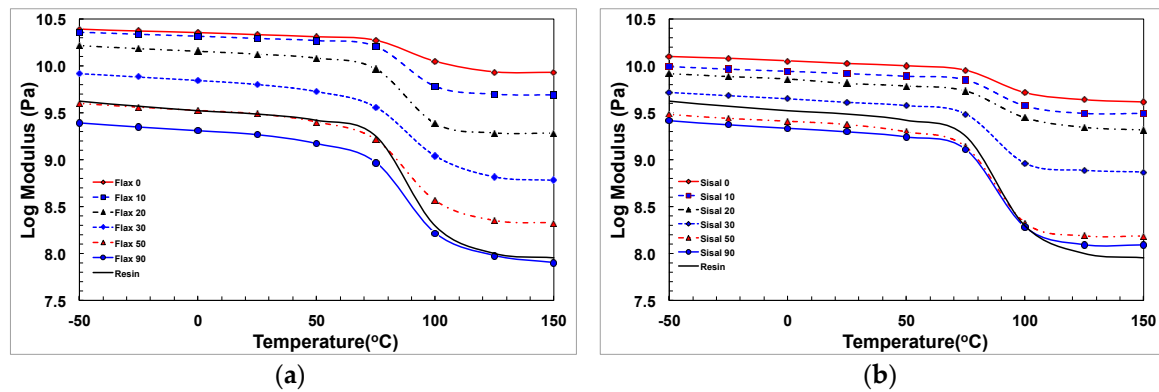 Log Modulus (Pa)
10.5
10.0
9.5
9.0
8.5
8.0
7.5
Flax 0
Flax 10
Flax 20
Flax 30
Flax 50
Flax 90
Resin
-50 0 50 100 150
Temperature(°C)
(a)
Log Modulus (Pa)
10.5
10.0
9.5
9.0
8.5
8.0
7.5
Sisal 0
Sisal 10
Sisal 20
Sisal 30
Sisal 50
Sisal 90
Resin
-50 0 50 100 150
Temperature(°C)
(b)